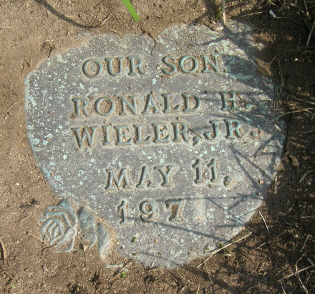 OUR SON
RONALD H.
WIELER, JR.
MAY 11,
197